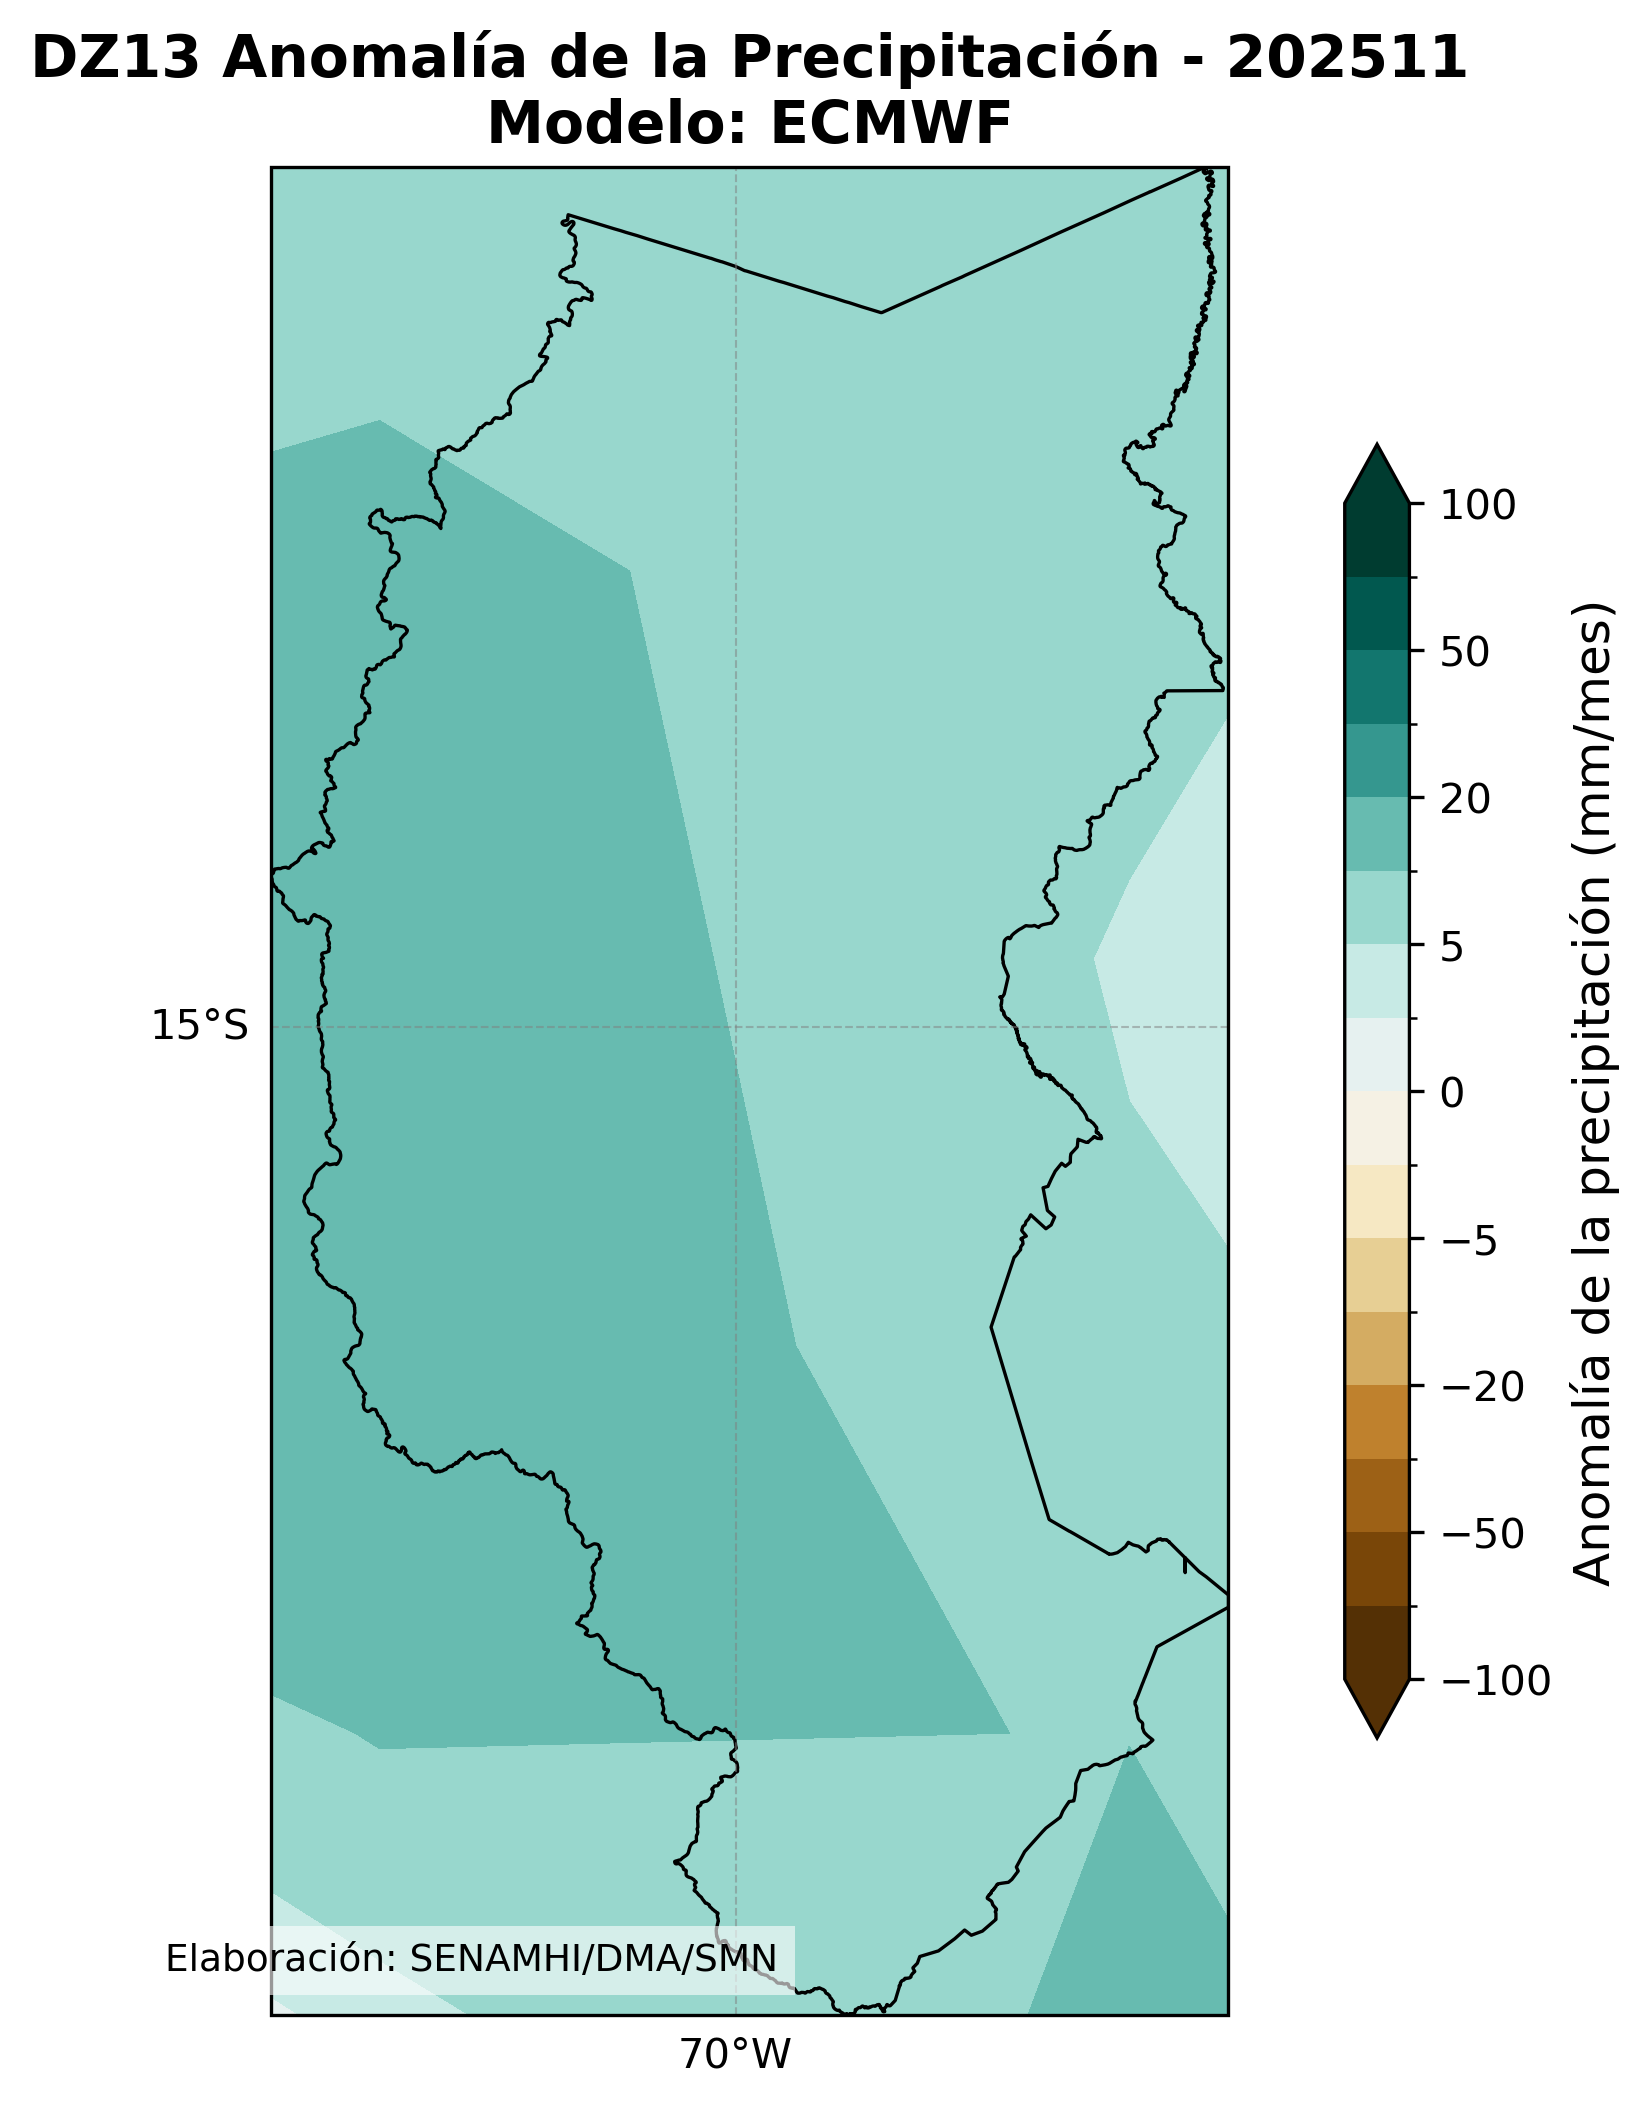 DZ13 Anomalía de la Precipitación - 202511
Modelo: ECMWF
100
50
20
5
0
−5
−20
−50
−100
Anomalía de la precipitación (mm/mes)
15°S
Elaboración: SENAMHI/DMA/SMN
70°W